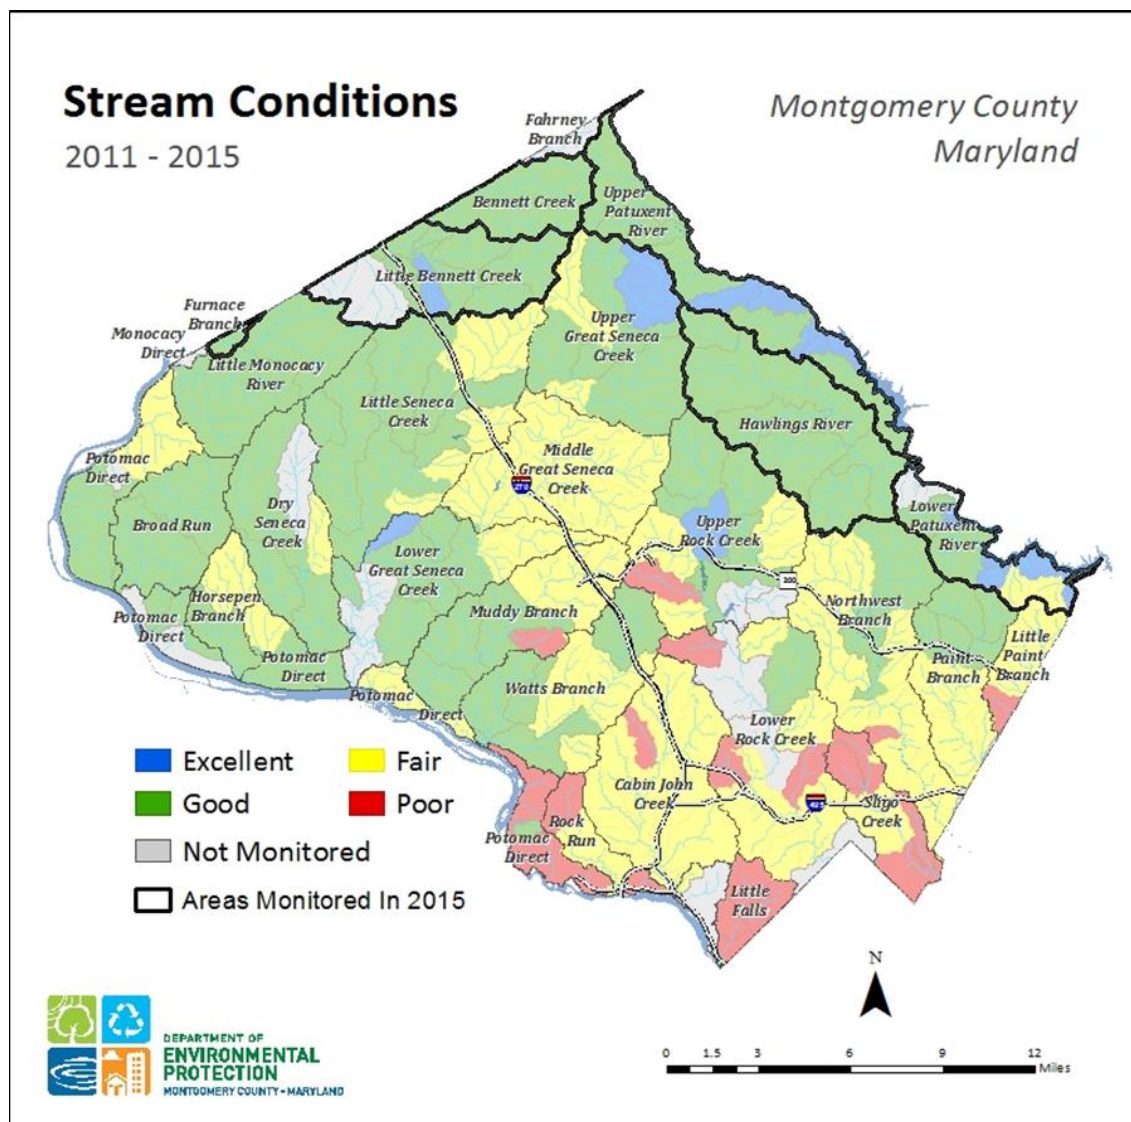 Stream Conditions
2011 - 2015
Montgomery County
Maryland
Fahrney
Branch
Bennett Creek
Upper
Patuxent
River
Little Bennett Creek
Furnace
Branch
Monocacy
Direct
Little Monocacy
River
Upper
Great Seneca
Creek
Little Seneca
Creek
Hawlings River
Middle
Great Seneca
Creek
Potomac
Direct
Broad Run
Dry
Seneca
Creek
Lower
Great Seneca
Creek
Upper
Rock Creek
Lower
Patuxent
River
200
Horsepen
Branch
Muddy Branch
Northwest
Branch
Potomac
Direct
Potomac
Direct
Little
Paint
Branch
Paint
Branch
Watts Branch
Potomac
Direct
Lower
Rock Creek
Cabin John
Creek
Sligo
Creek
Rock
Run
Potomac
Direct
Little
Falls
Excellent
Fair
Good
Poor
Not Monitored
Areas Monitored In 2015
N
DEPARTMENT OF
ENVIRONMENTAL
PROTECTION
MONTGOMERY COUNTY • MARYLAND
0 1.5 3 6 9 12
Miles